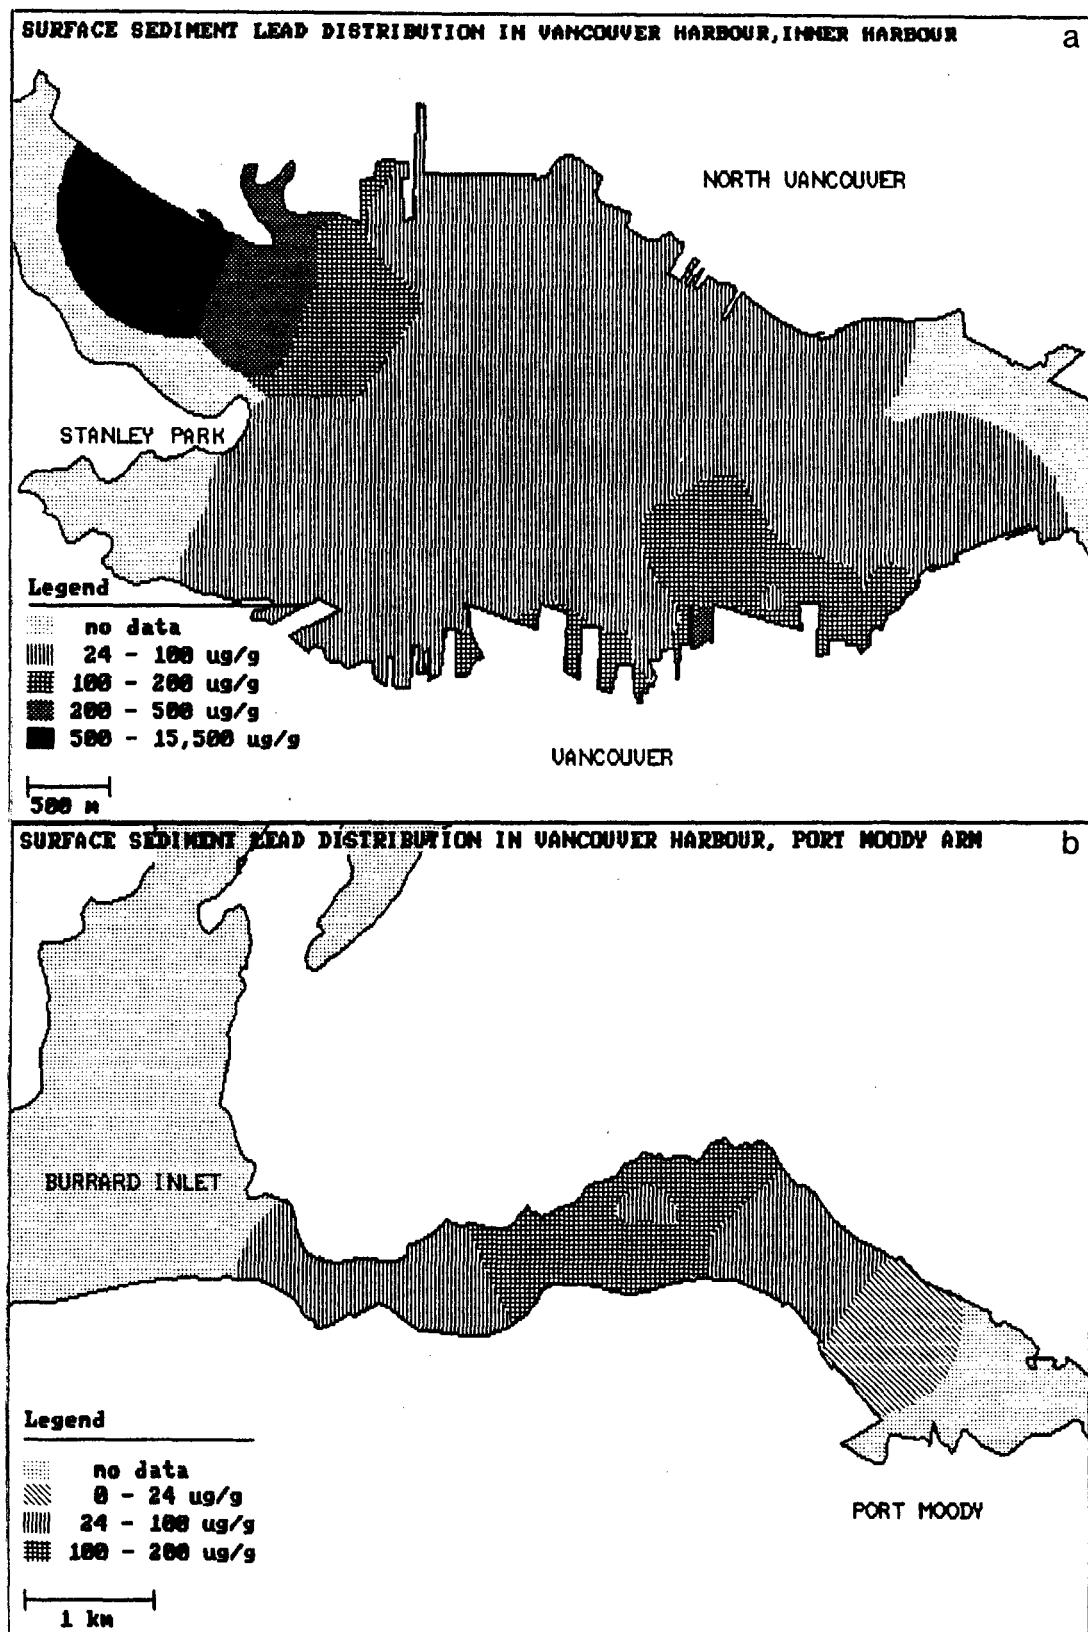 SURFACE SEDIMENT LEAD DISTRIBUTION IN VANCOUVER HARBOUR,INNER HARBOUR
a
NORTH VANCOUVER
STANLEY PARK
Legend
no data
24 - 100 ug/g
100 - 200 ug/g
200 - 500 ug/g
500 - 15,500 ug/g
500 m
VANCOUVER
SURFACE SEDIMENT LEAD DISTRIBUTION IN VANCOUVER HARBOUR, PORT MOODY ARM
b
BURRARD INLET
Legend
no data
0 - 24 ug/g
24 - 100 ug/g
100 - 200 ug/g
1 km
PORT MOODY